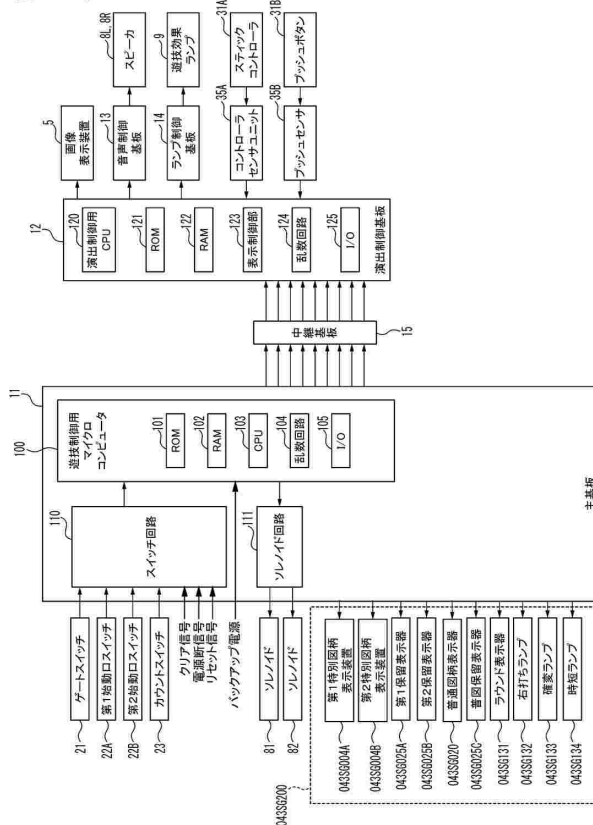 8L, 8R
スピーカ
9
遊技効果
ランプ
31A
スティック
コントローラ
31B
プッシュボタン
5
画像
表示装置
13
音声制御
基板
14
ランプ制御
基板
35A
コントローラ
センサユニット
35B
プッシュセンサ
12
120
演出制御用
CPU
121
ROM
122
RAM
123
表示制御部
124
乱数回路
125
I/O
演出制御基板
中継基板
15
11
100
遊技制御用
マイクロ
コンピュータ
101
ROM
102
RAM
103
CPU
104
乱数回路
105
I/O
110
スイッチ回路
111
ソレノイド回路
主基板
ゲートスイッチ
21
第1始動口スイッチ
22A
第2始動口スイッチ
22B
カウントスイッチ
23
クリア信号
電源断信号
リセット信号
バックアップ電源
ソレノイド
81
ソレノイド
82
第1特別図柄
表示装置
043SG004A
第2特別図柄
表示装置
043SG004B
第1保留表示器
043SG025A
第2保留表示器
043SG025B
普通図柄表示器
043SG020
普図保留表示器
043SG025C
ラウンド表示器
043SG131
右打ちランプ
043SG132
確変ランプ
043SG133
時短ランプ
043SG134
043SG200